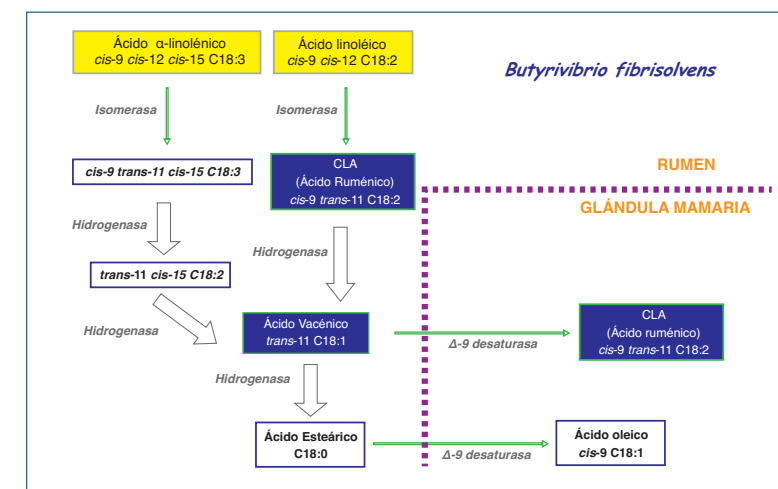 Ácido α-linolénico
cis-9 cis-12 cis-15 C18:3
Ácido linoléico
cis-9 cis-12 C18:2
Butyrivibrio fibrisolvens
Isomerasa
Isomerasa
cis-9 trans-11 cis-15 C18:3
CLA
(Ácido Ruménico)
cis-9 trans-11 C18:2
RUMEN
GLÁNDULA MAMARIA
Hidrogenasa
Hidrogenasa
trans-11 cis-15 C18:2
Hidrogenasa
Ácido Vacénico
trans-11 C18:1
Δ-9 desaturasa
CLA
(Ácido ruménico)
cis-9 trans-11 C18:2
Hidrogenasa
Ácido Esteárico
C18:0
Δ-9 desaturasa
Ácido oleico
cis-9 C18:1